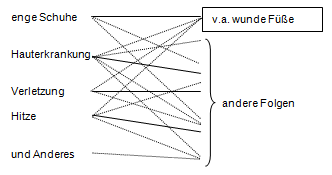 enge Schuhe
v.a. wunde Füße
Hauterkrankung
Verletzung
andere Folgen
Hitze
und Anderes